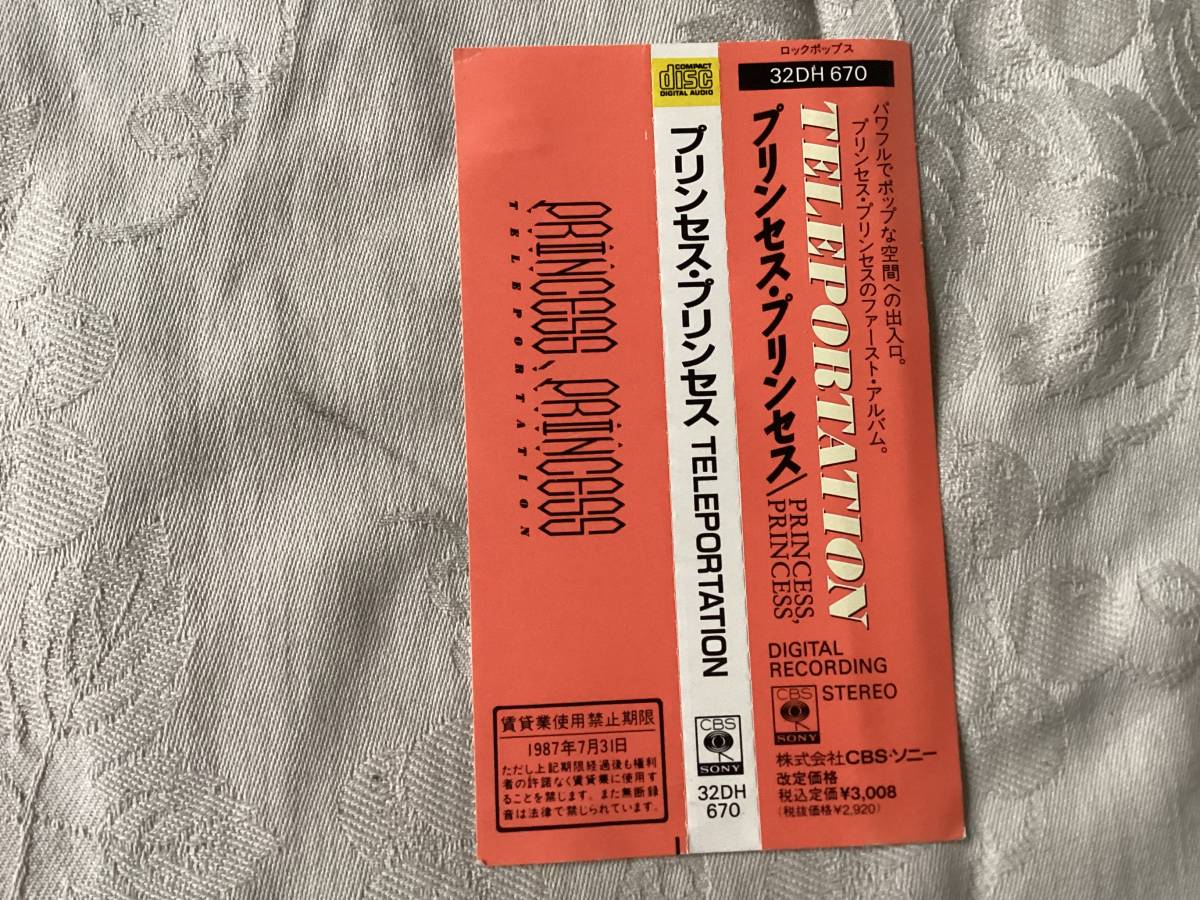 ロックポップス
32DH 670
パワフルでポップな空間への出入口。
プリンセス・プリンセスのファースト・アルバム。
TELEPORTATION
プリンセス・プリンセス/PRINCESS,
PRINCESS,
DIGITAL
RECORDING
CBS
SONY
STEREO
株式会社CBS・ソニー
改定価格
税込定価¥3,008
(税抜価格¥2,920)
COMPACT
disc
DIGITAL AUDIO
プリンセス・プリンセス TELEPORTATION
CBS
SONY
32DH
670
PRINCESS, PRINCESS
TELEPORTATION
賃貸業使用禁止期限
1987年7月31日
ただし上記期限経過後も権利
者の許諾なく賃貸業に使用す
ることを禁じます。また無断録
音は法律で禁じられています。